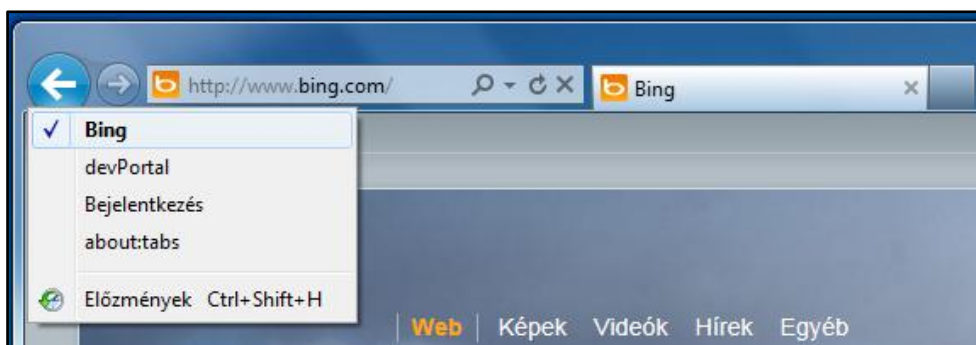 http://www.bing.com/
Bing
Bing
devPortal
Bejelentkezés
about:tabs
Előzmények Ctrl+Shift+H
Web Képek Videók Hírek Egyéb